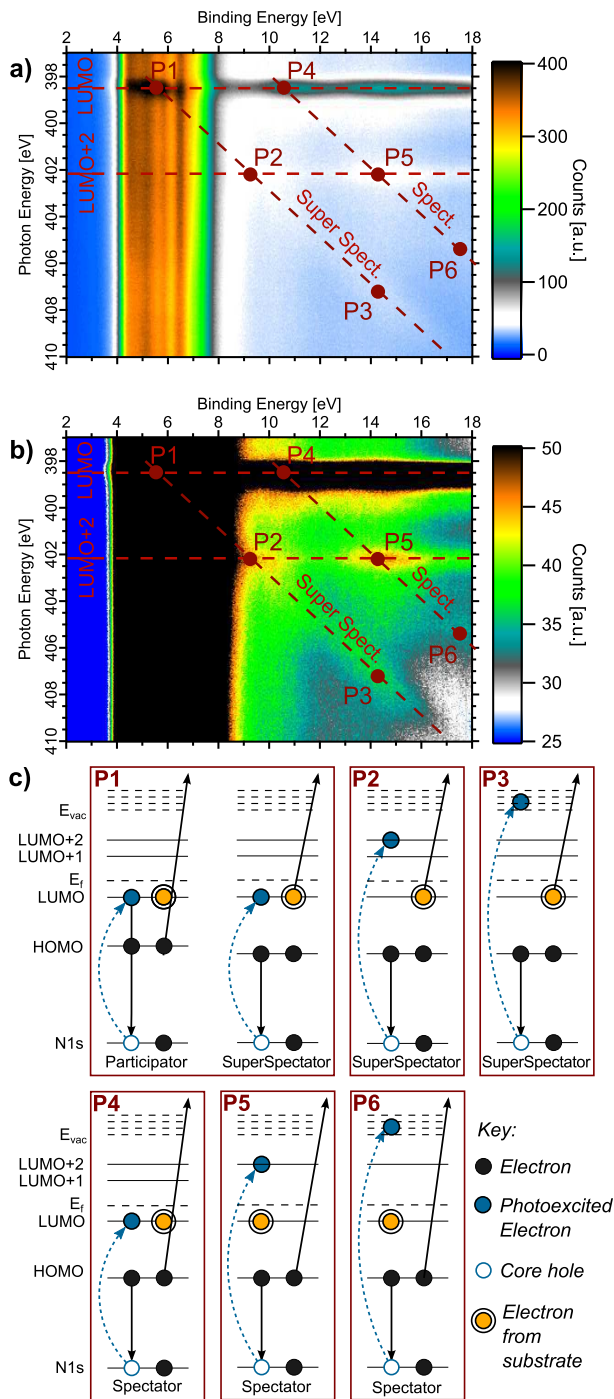 Binding Energy [eV]
2 4 6 8 10 12 14 16 18
a)
Photon Energy [eV]
398
400
402
404
406
408
410
LUMO
LUMO+2
P1
P4
P2
P5
Super Spect.
Spect.
P3
P6
400
300
200
100
0
Counts [a.u.]
Binding Energy [eV]
2 4 6 8 10 12 14 16 18
b)
Photon Energy [eV]
398
400
402
404
406
408
410
LUMO
LUMO+2
P1
P4
P2
P5
Super Spect.
Spect.
P3
P6
50
45
40
35
30
25
Counts [a.u.]
c)
P1
P2
P3
Evac
LUMO+2
LUMO+1
Ef
LUMO
HOMO
N1s
Participator
SuperSpectator
SuperSpectator
SuperSpectator
P4
P5
P6
Evac
LUMO+2
LUMO+1
Ef
LUMO
HOMO
N1s
Spectator
Spectator
Spectator
Key:
Electron
Photoexcited
Electron
Core hole
Electron
from
substrate